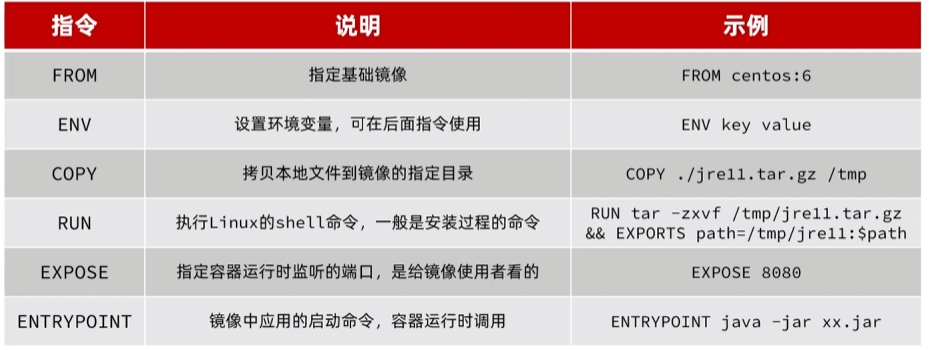 指令 说明 示例
FROM 指定基础镜像 FROM centos:6
ENV 设置环境变量，可在后面指令使用 ENV key value
COPY 拷贝本地文件到镜像的指定目录 COPY ./jre11.tar.gz /tmp
RUN 执行Linux的shell命令，一般是安装过程的命令 RUN tar -zxvf /tmp/jre11.tar.gz
&& EXPORTS path=/tmp/jre11:$path
EXPOSE 指定容器运行时监听的端口，是给镜像使用者看的 EXPOSE 8080
ENTRYPOINT 镜像中应用的启动命令，容器运行时调用 ENTRYPOINT java -jar xx.jar